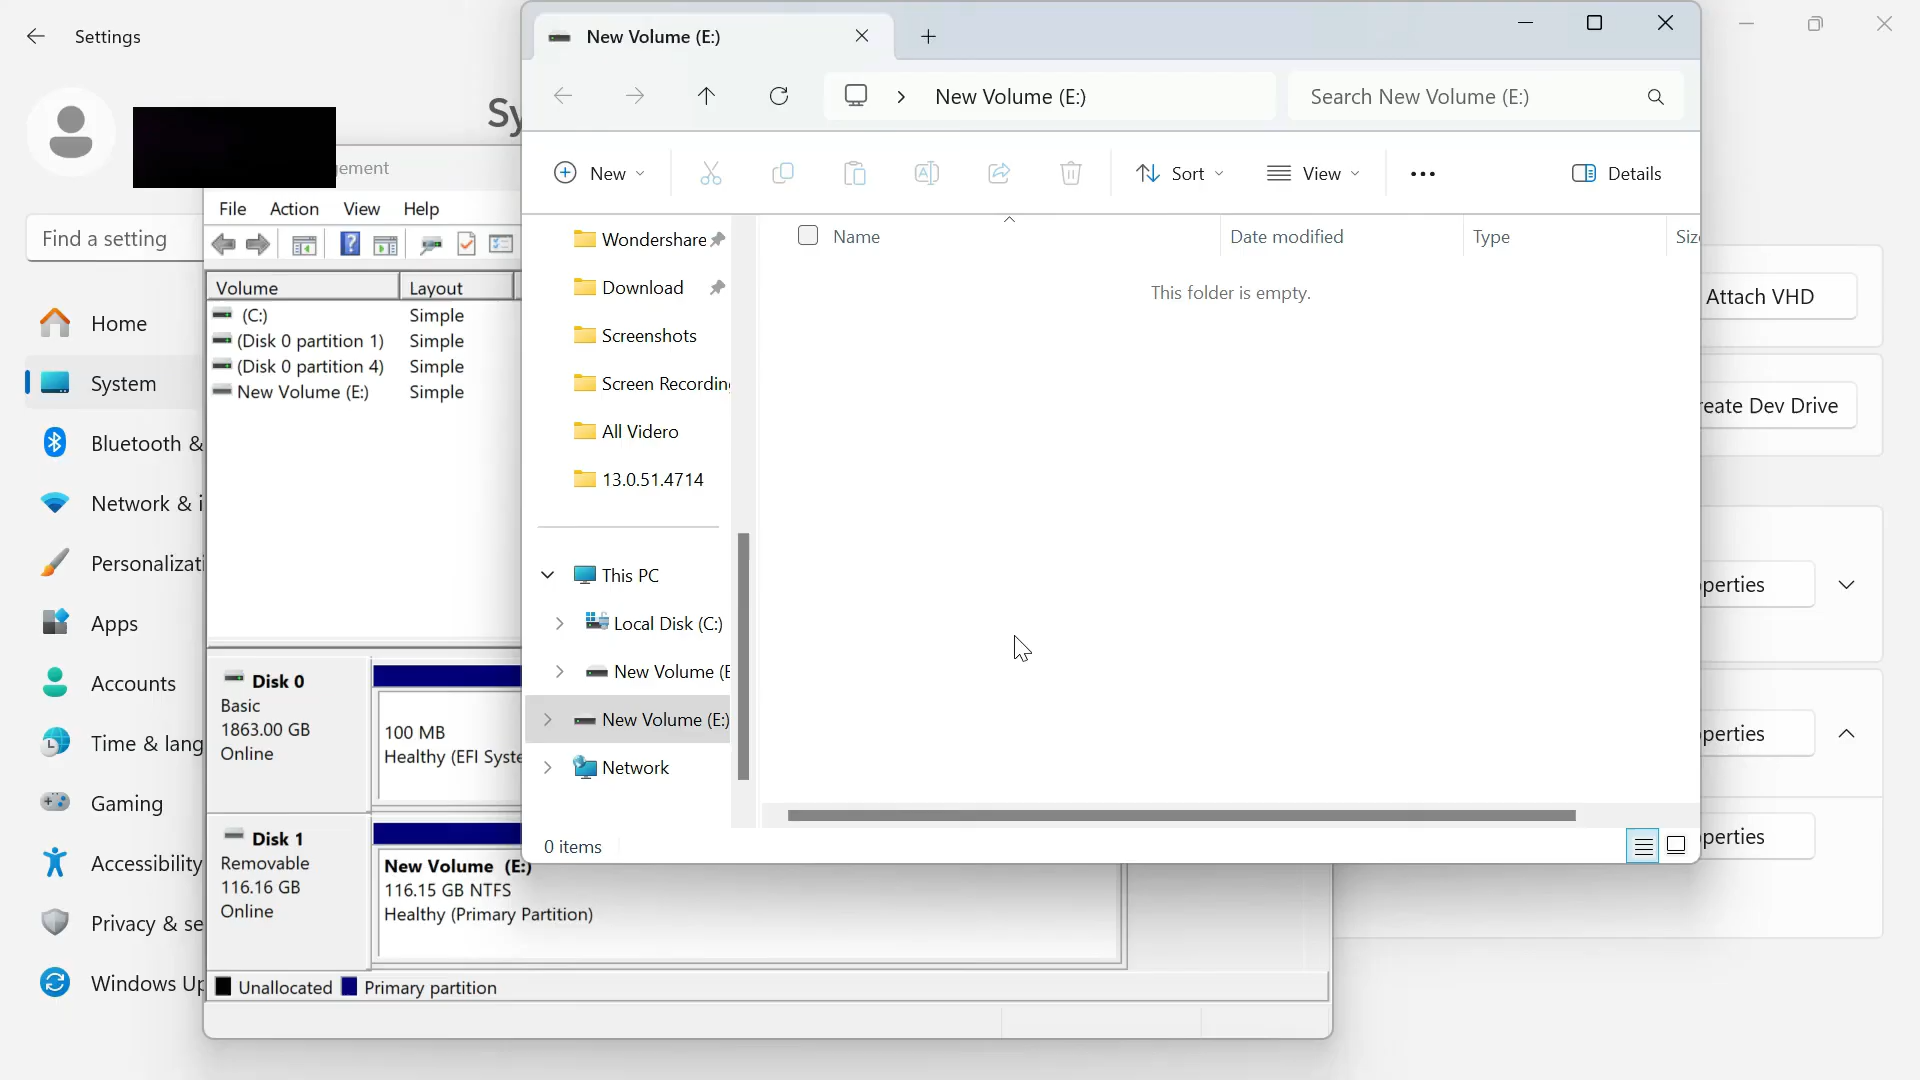 Settings
Sy
Find a setting
Home
System
Bluetooth &
Network & i
Personalizati
Apps
Accounts
Time & lang
Gaming
Accessibility
Privacy & se
Windows Up
gement
File Action View Help
Volume Layout
(C:) Simple
(Disk 0 partition 1) Simple
(Disk 0 partition 4) Simple
New Volume (E:) Simple
Disk 0
Basic
1863.00 GB
Online
100 MB
Healthy (EFI Syste
Disk 1
Removable
116.16 GB
Online
New Volume (E:)
116.15 GB NTFS
Healthy (Primary Partition)
Unallocated Primary partition
New Volume (E:)
New Volume (E:)
Search New Volume (E:)
New Sort View Details
Wondershare
Download
Screenshots
Screen Recording
All Videro
13.0.51.4714
This PC
Local Disk (C:)
New Volume (E
New Volume (E:)
Network
Name Date modified Type Siz
This folder is empty.
0 items
Attach VHD
reate Dev Drive
perties
perties
perties